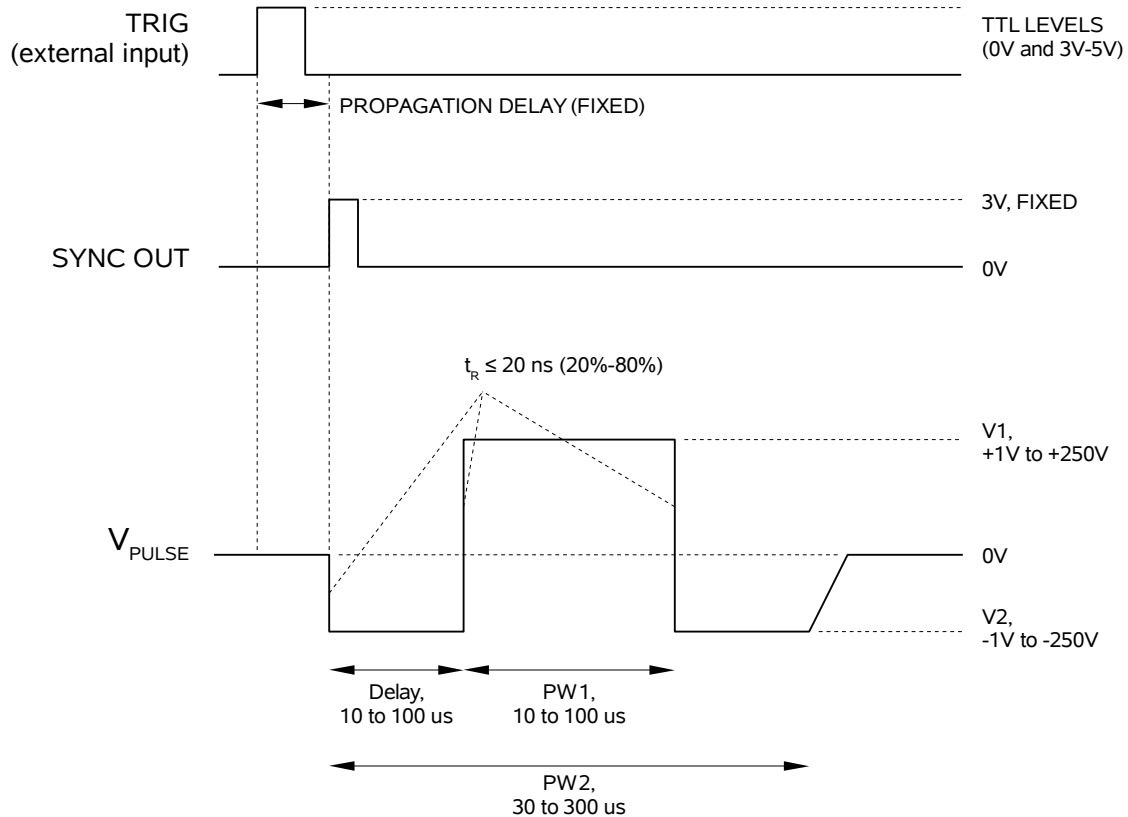 TRIG
(external input)
TTL LEVELS
(0V and 3V-5V)
PROPAGATION DELAY (FIXED)
3V, FIXED
SYNC OUT
0V
tR ≤ 20 ns (20%-80%)
V1,
+1V to +250V
VPULSE
0V
V2,
-1V to -250V
Delay,
10 to 100 us
PW1,
10 to 100 us
PW2,
30 to 300 us